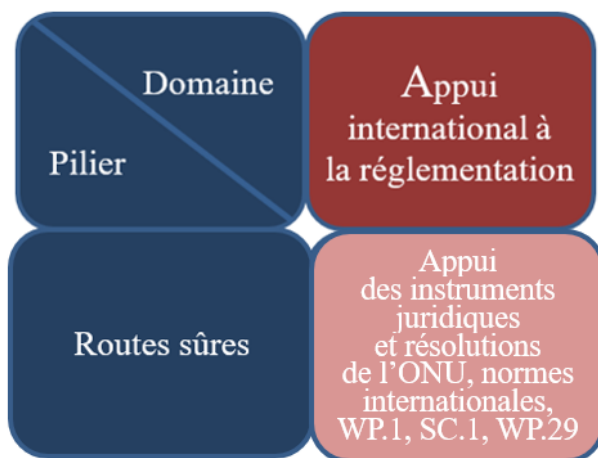 Domaine
Pilier
Appui
international à
la réglementation
Routes sûres
Appui
des instruments
juridiques
et résolutions
de l’ONU, normes
internationales,
WP.1, SC.1, WP.29